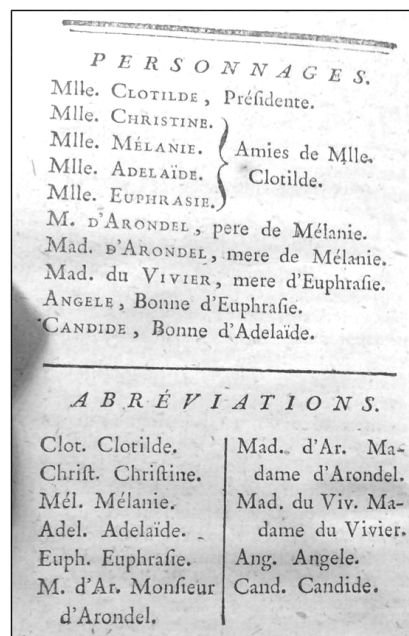 PERSONNAGES.
Mlle. CLOTILDE, Préſidente.
Mlle. CHRISTINE.
Mlle. MÉLANIE.
Mlle. ADELAÏDE.
Mlle. EUPHRASIE.
Amies de Mlle.
Clotilde.
M. D'ARONDEL, pere de Mélanie.
Mad. D'ARONDEL, mere de Mélanie.
Mad. du VIVIER, mere d'Euphraſie.
ANGELE, Bonne d'Euphraſie.
CANDIDE, Bonne d'Adelaïde.
ABRÉVIATIONS.
Clot. Clotilde.
Chriſt. Chriſtine.
Mél. Mélanie.
Adel. Adelaïde.
Euph. Euphraſie.
M. d'Ar. Monſieur
d'Arondel.
Mad. d'Ar. Ma-
dame d'Arondel.
Mad. du Viv. Ma-
dame du Vivier.
Ang. Angele.
Cand. Candide.